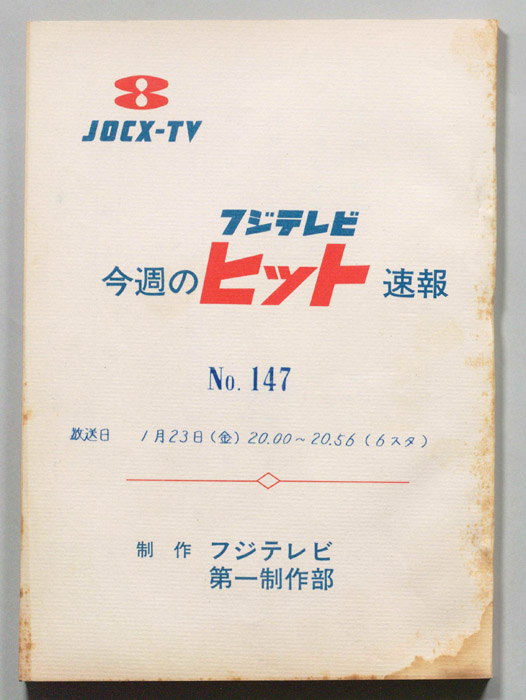 JOCX-TV
フジテレビ
今週のヒット速報
No. 147
放送日 1月23日(金)20.00~20.56(6スタ)
制作 フジテレビ
第一制作部